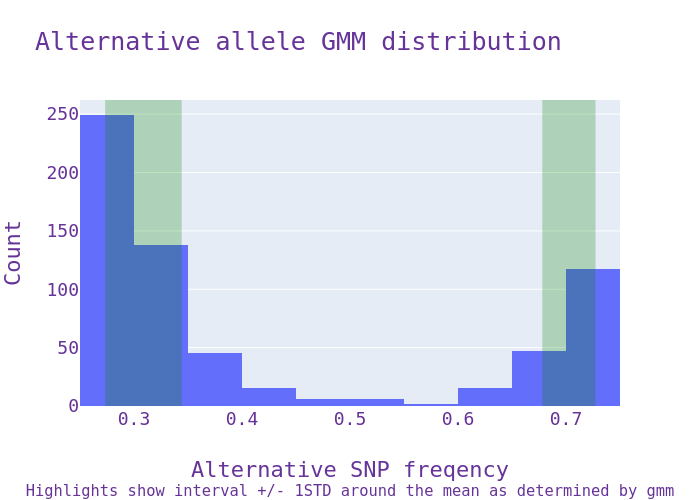 Alternative allele GMM distribution
250
200
150
100
50
0
Count
0.3 0.4 0.5 0.6 0.7
Alternative SNP freqency
Highlights show interval +/- 1STD around the mean as determined by gmm